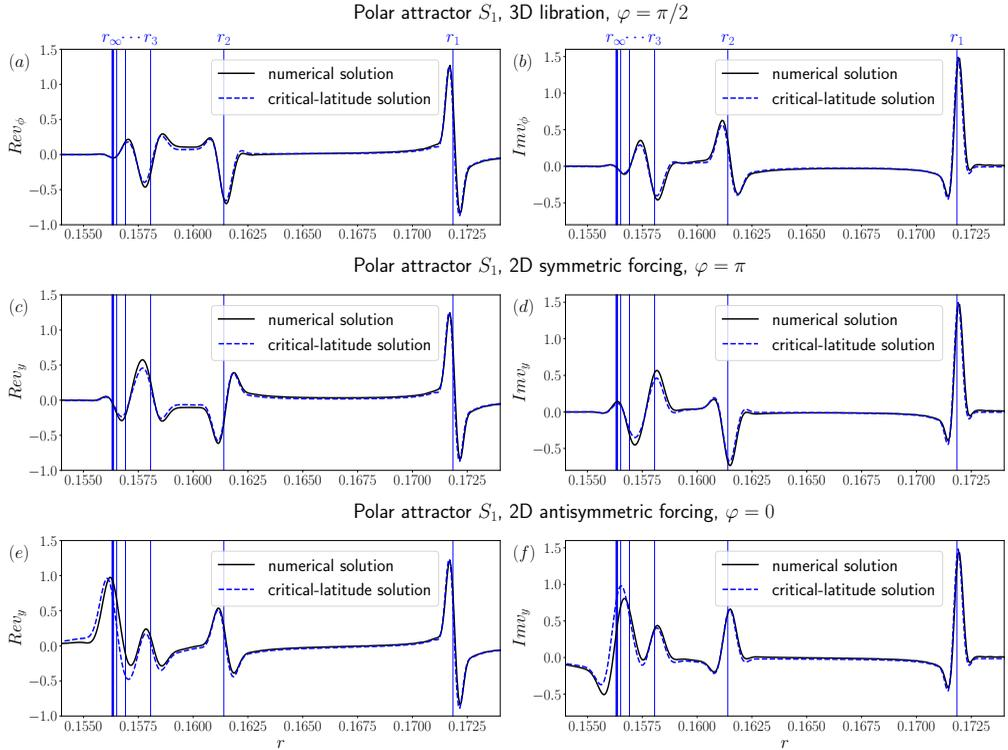 Polar attractor S₁, 3D libration, φ = π/2
r∞ ··· r₃ r₂ r₁ r∞ ··· r₃ r₂ r₁
(a) numerical solution (b) numerical solution
critical-latitude solution critical-latitude solution
Rev_ϕ Imv_ϕ
1.5 1.0 0.5 0.0 −0.5 −1.0
1.5 1.0 0.5 0.0 −0.5
0.1550 0.1575 0.1600 0.1625 0.1650 0.1675 0.1700 0.1725 0.1550 0.1575 0.1600 0.1625 0.1650 0.1675 0.1700 0.1725
Polar attractor S₁, 2D symmetric forcing, φ = π
(c) numerical solution (d) numerical solution
critical-latitude solution critical-latitude solution
Rev_y Imv_y
1.5 1.0 0.5 0.0 −0.5 −1.0
1.5 1.0 0.5 0.0 −0.5
0.1550 0.1575 0.1600 0.1625 0.1650 0.1675 0.1700 0.1725 0.1550 0.1575 0.1600 0.1625 0.1650 0.1675 0.1700 0.1725
Polar attractor S₁, 2D antisymmetric forcing, φ = 0
(e) numerical solution (f) numerical solution
critical-latitude solution critical-latitude solution
Rev_y Imv_y
1.5 1.0 0.5 0.0 −0.5 −1.0
1.5 1.0 0.5 0.0 −0.5
0.1550 0.1575 0.1600 0.1625 0.1650 0.1675 0.1700 0.1725 0.1550 0.1575 0.1600 0.1625 0.1650 0.1675 0.1700 0.1725
r r